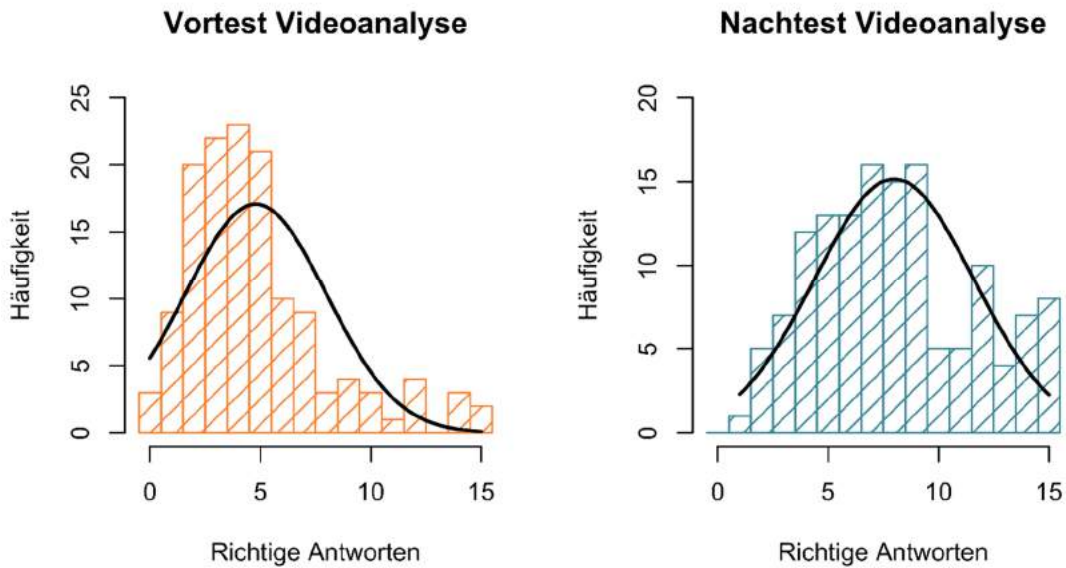 Vortest Videoanalyse
Häufigkeit
25
20
15
10
5
0
0 5 10 15
Richtige Antworten
Nachtest Videoanalyse
Häufigkeit
20
15
10
5
0
0 5 10 15
Richtige Antworten